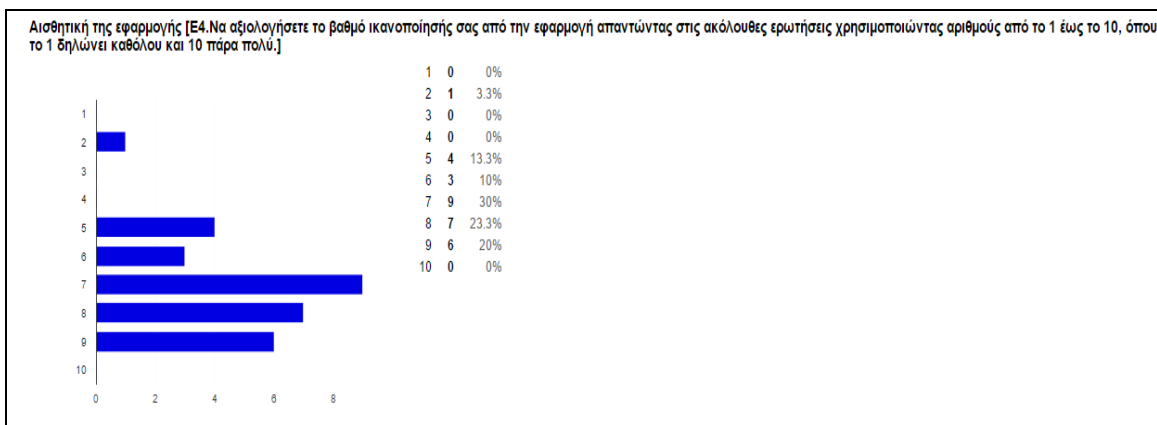 Αισθητική της εφαρμογής [Ε4.Να αξιολογήσετε το βαθμό ικανοποίησής σας από την εφαρμογή απαντώντας στις ακόλουθες ερωτήσεις χρησιμοποιώντας αριθμούς από το 1 έως το 10, όπου
το 1 δηλώνει καθόλου και 10 πάρα πολύ.]
1 0 0%
2 1 3.3%
3 0 0%
4 0 0%
5 4 13.3%
6 3 10%
7 9 30%
8 7 23.3%
9 6 20%
10 0 0%
1
2
3
4
5
6
7
8
9
10
0 2 4 6 8